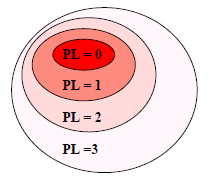 PL = 0
PL = 1
PL = 2
PL =3